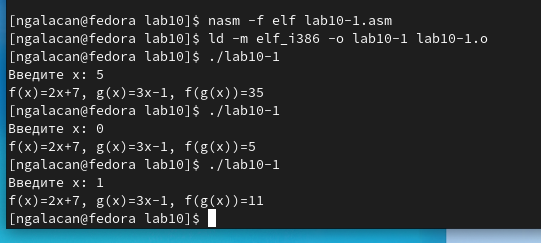 [ngalacan@fedora lab10]$ nasm -f elf lab10-1.asm
[ngalacan@fedora lab10]$ ld -m elf_i386 -o lab10-1 lab10-1.o
[ngalacan@fedora lab10]$ ./lab10-1
Введите x: 5
f(x)=2x+7, g(x)=3x-1, f(g(x))=35
[ngalacan@fedora lab10]$ ./lab10-1
Введите x: 0
f(x)=2x+7, g(x)=3x-1, f(g(x))=5
[ngalacan@fedora lab10]$ ./lab10-1
Введите x: 1
f(x)=2x+7, g(x)=3x-1, f(g(x))=11
[ngalacan@fedora lab10]$